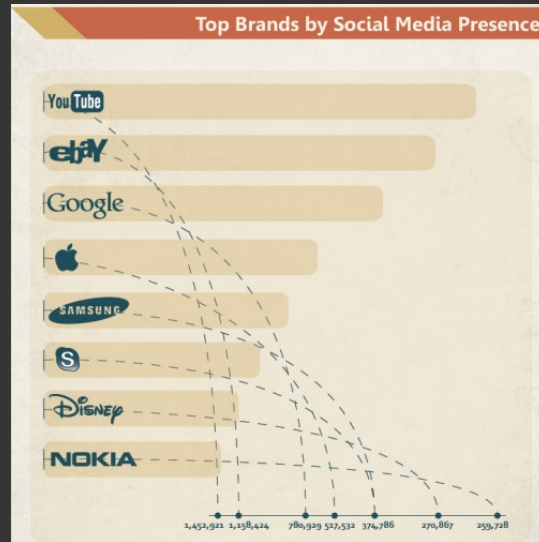 Top Brands by Social Media Presence
YouTube
ebay
Google
SAMSUNG
S
Disney
NOKIA
1,452,921 1,158,424 780,929 517,532 374,786 270,867 259,728